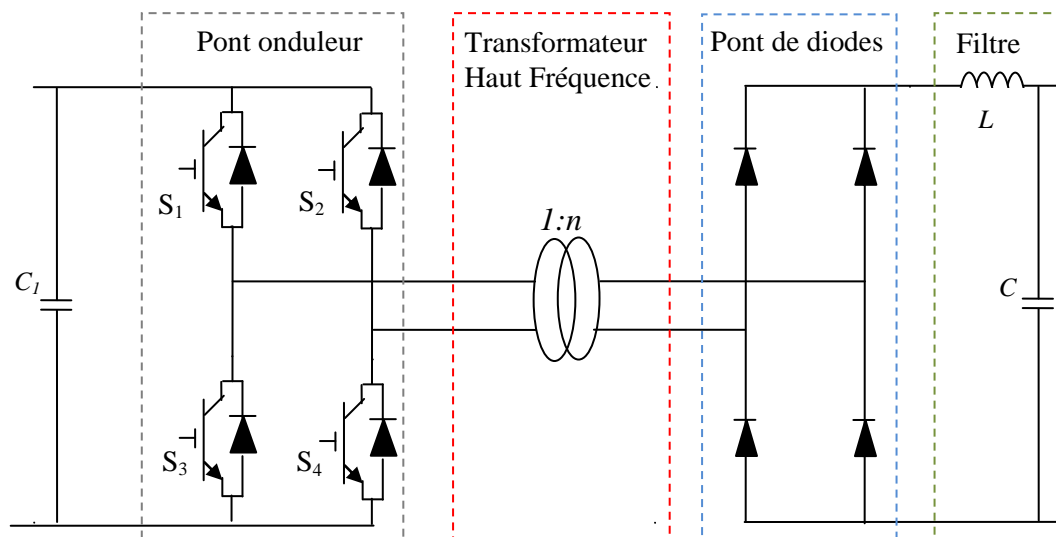 Pont onduleur
Transformateur
Haut Fréquence
Pont de diodes
Filtre
L
S1
S2
1:n
C1
C
S3
S4